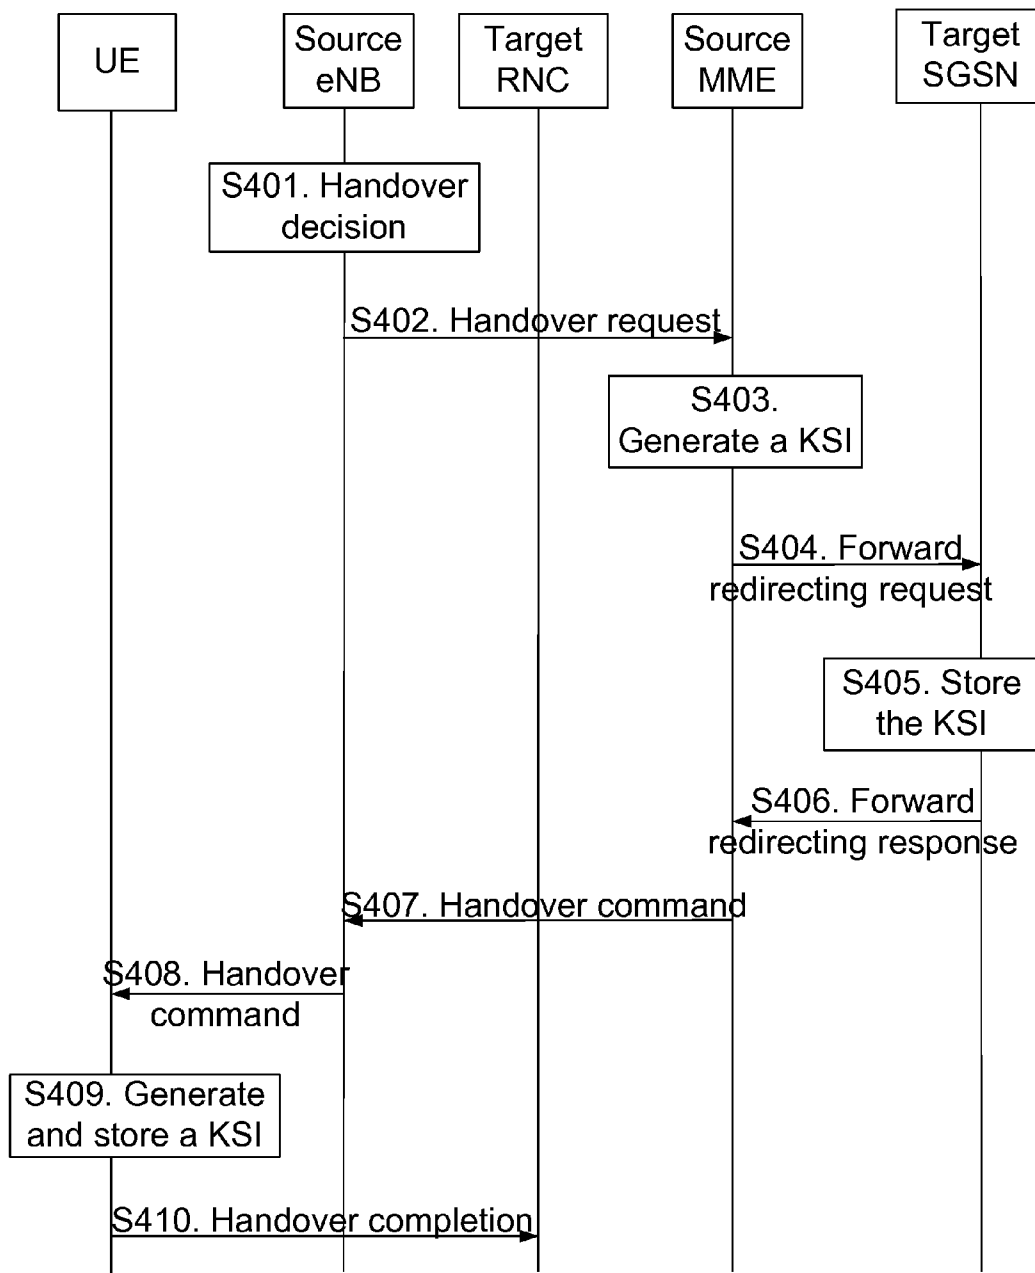 UE
Source
eNB
Target
RNC
Source
MME
Target
SGSN
S401. Handover
decision
S402. Handover request
S403.
Generate a KSI
S404. Forward
redirecting request
S405. Store
the KSI
S406. Forward
redirecting response
S407. Handover command
S408. Handover
command
S409. Generate
and store a KSI
S410. Handover completion